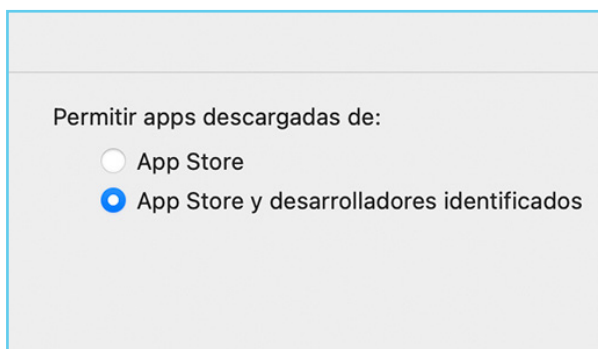 Permitir apps descargadas de:
App Store
App Store y desarrolladores identificados